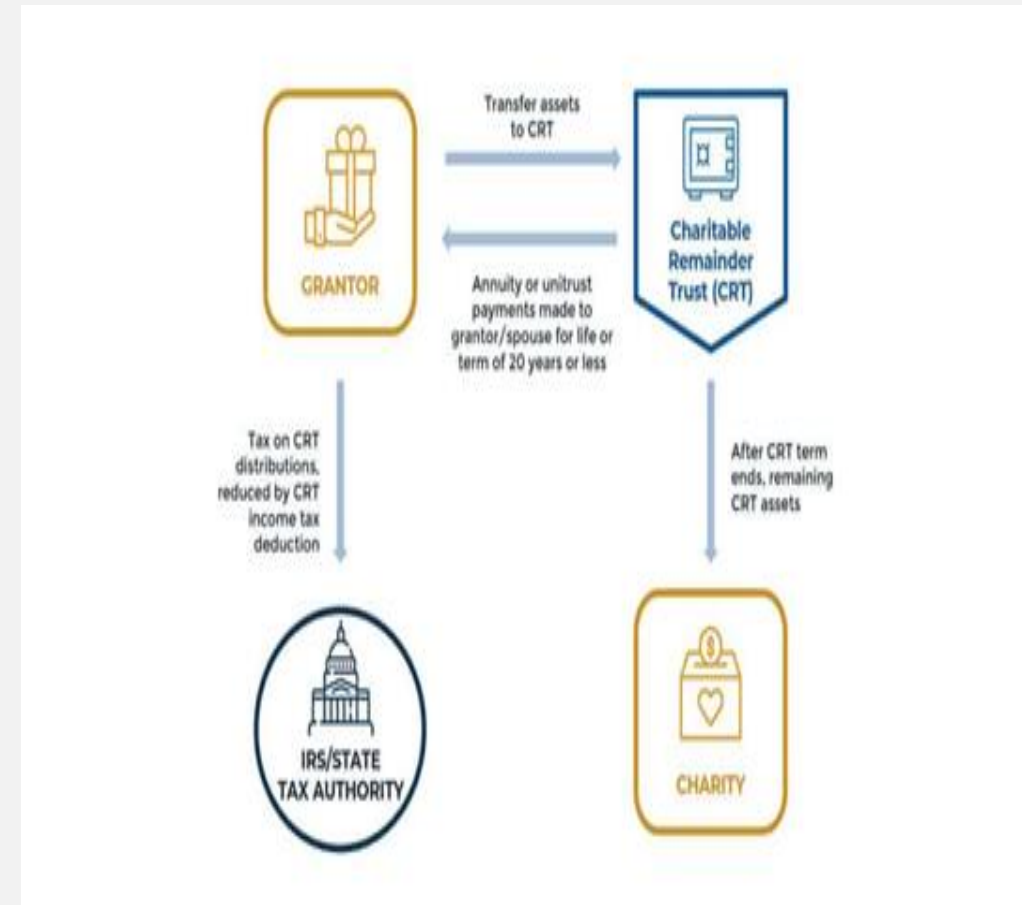 Transfer assets
to CRT
GRANTOR
Charitable
Remainder
Trust (CRT)
Annuity or unitrust
payments made to
grantor/spouse for life or
term of 20 years or less
Tax on CRT
distributions,
reduced by CRT
income tax
deduction
After CRT term
ends, remaining
CRT assets
IRS/STATE
TAX AUTHORITY
$
CHARITY